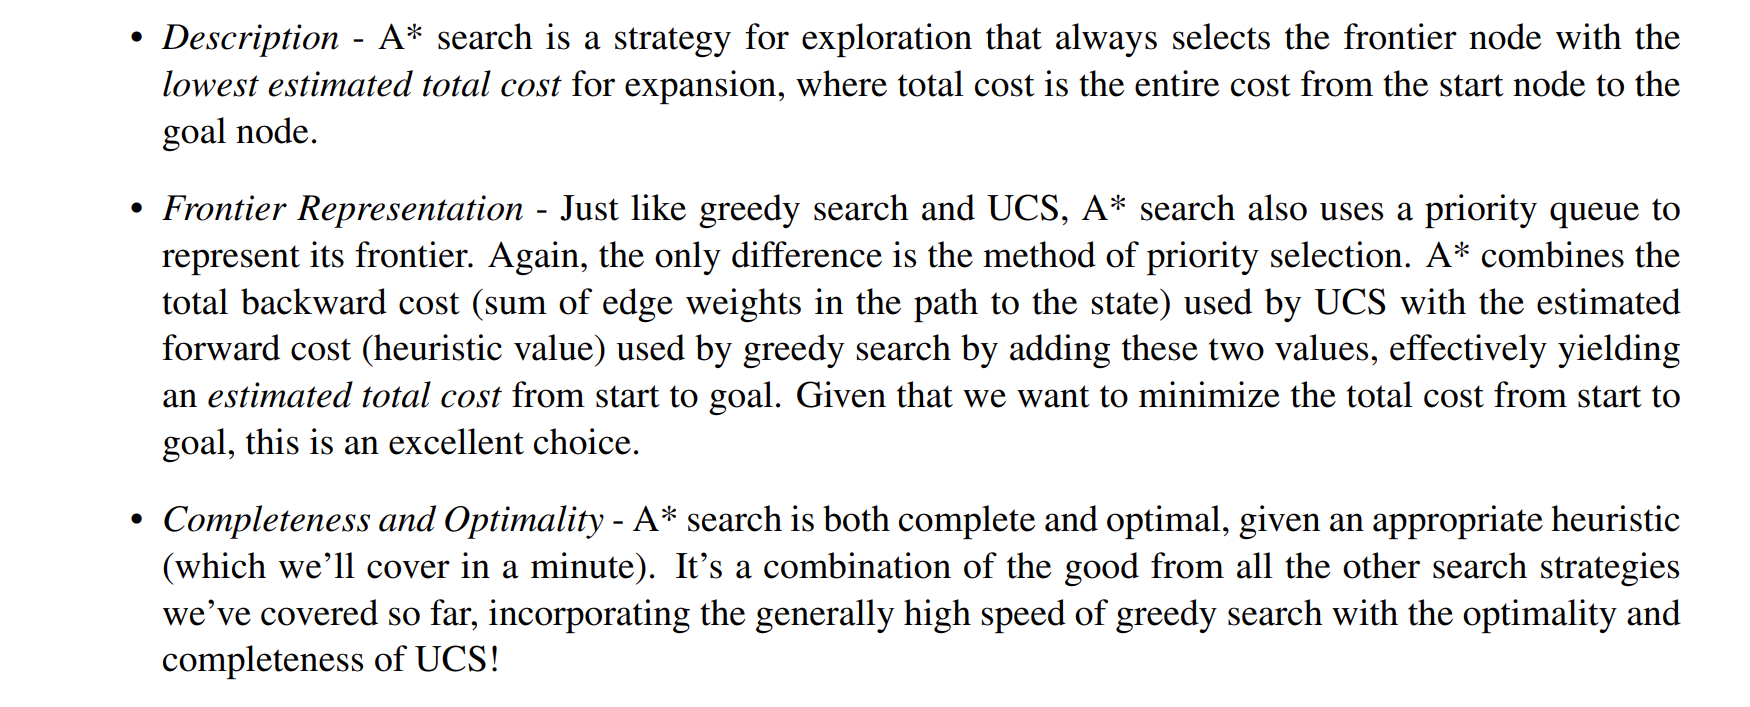 • Description - A* search is a strategy for exploration that always selects the frontier node with the
lowest estimated total cost for expansion, where total cost is the entire cost from the start node to the
goal node.
• Frontier Representation - Just like greedy search and UCS, A* search also uses a priority queue to
represent its frontier. Again, the only difference is the method of priority selection. A* combines the
total backward cost (sum of edge weights in the path to the state) used by UCS with the estimated
forward cost (heuristic value) used by greedy search by adding these two values, effectively yielding
an estimated total cost from start to goal. Given that we want to minimize the total cost from start to
goal, this is an excellent choice.
• Completeness and Optimality - A* search is both complete and optimal, given an appropriate heuristic
(which we’ll cover in a minute). It’s a combination of the good from all the other search strategies
we’ve covered so far, incorporating the generally high speed of greedy search with the optimality and
completeness of UCS!